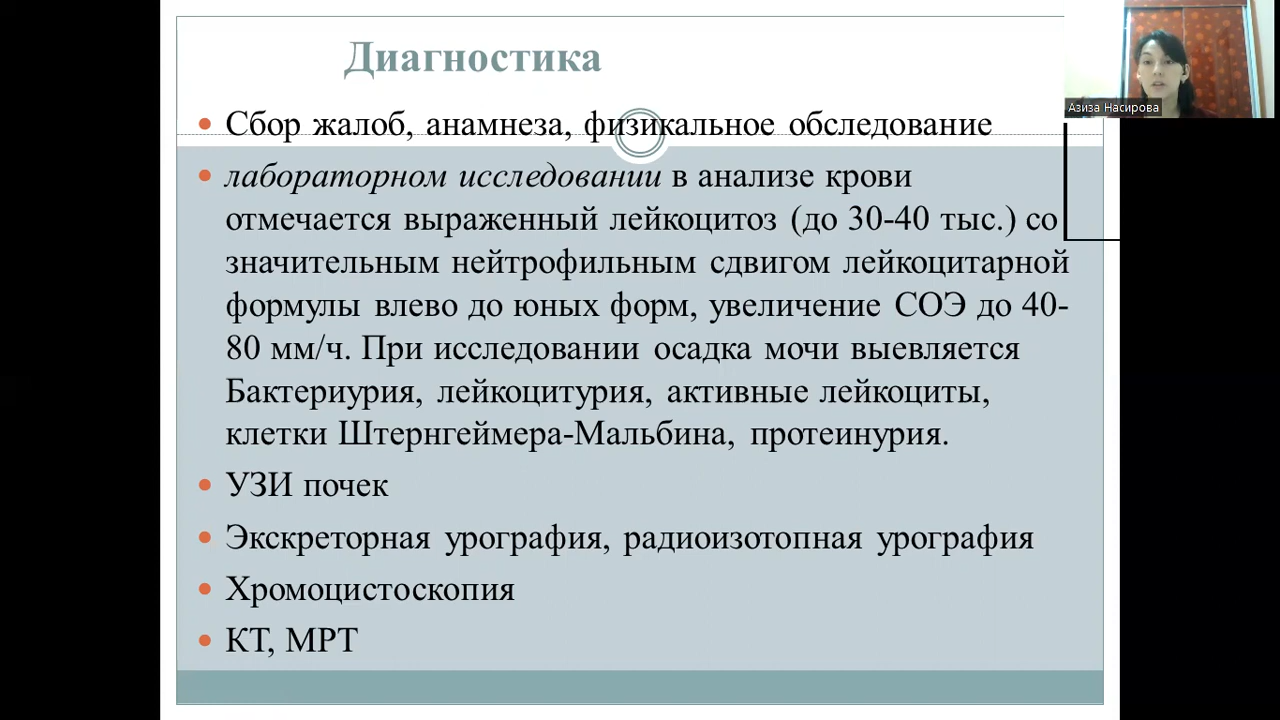 Диагностика
Азиза Насирова
Сбор жалоб, анамнеза, физикальное обследование
лабораторном исследовании в анализе крови
отмечается выраженный лейкоцитоз (до 30-40 тыс.) со
значительным нейтрофильным сдвигом лейкоцитарной
формулы влево до юных форм, увеличение СОЭ до 40-
80 мм/ч. При исследовании осадка мочи выевляется
Бактериурия, лейкоцитурия, активные лейкоциты,
клетки Штернгеймера-Мальбина, протеинурия.
УЗИ почек
Экскреторная урография, радиоизотопная урография
Хромоцистоскопия
КТ, МРТ